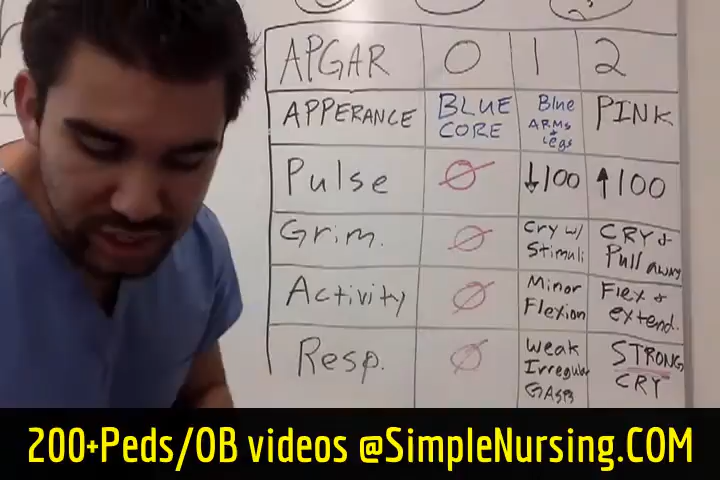 APGAR 0 1 2
APPERANCE BLUE CORE Blue ARMS + Legs PINK
Pulse ∅ ↓100 ↑100
Grim. ∅ Cry w/ Stimuli CRY + Pull away
Activity ∅ Minor Flexion Flex + extend.
Resp. ∅ Weak Irregular GASPS STRONG CRY
200+Peds/OB videos @SimpleNursing.COM